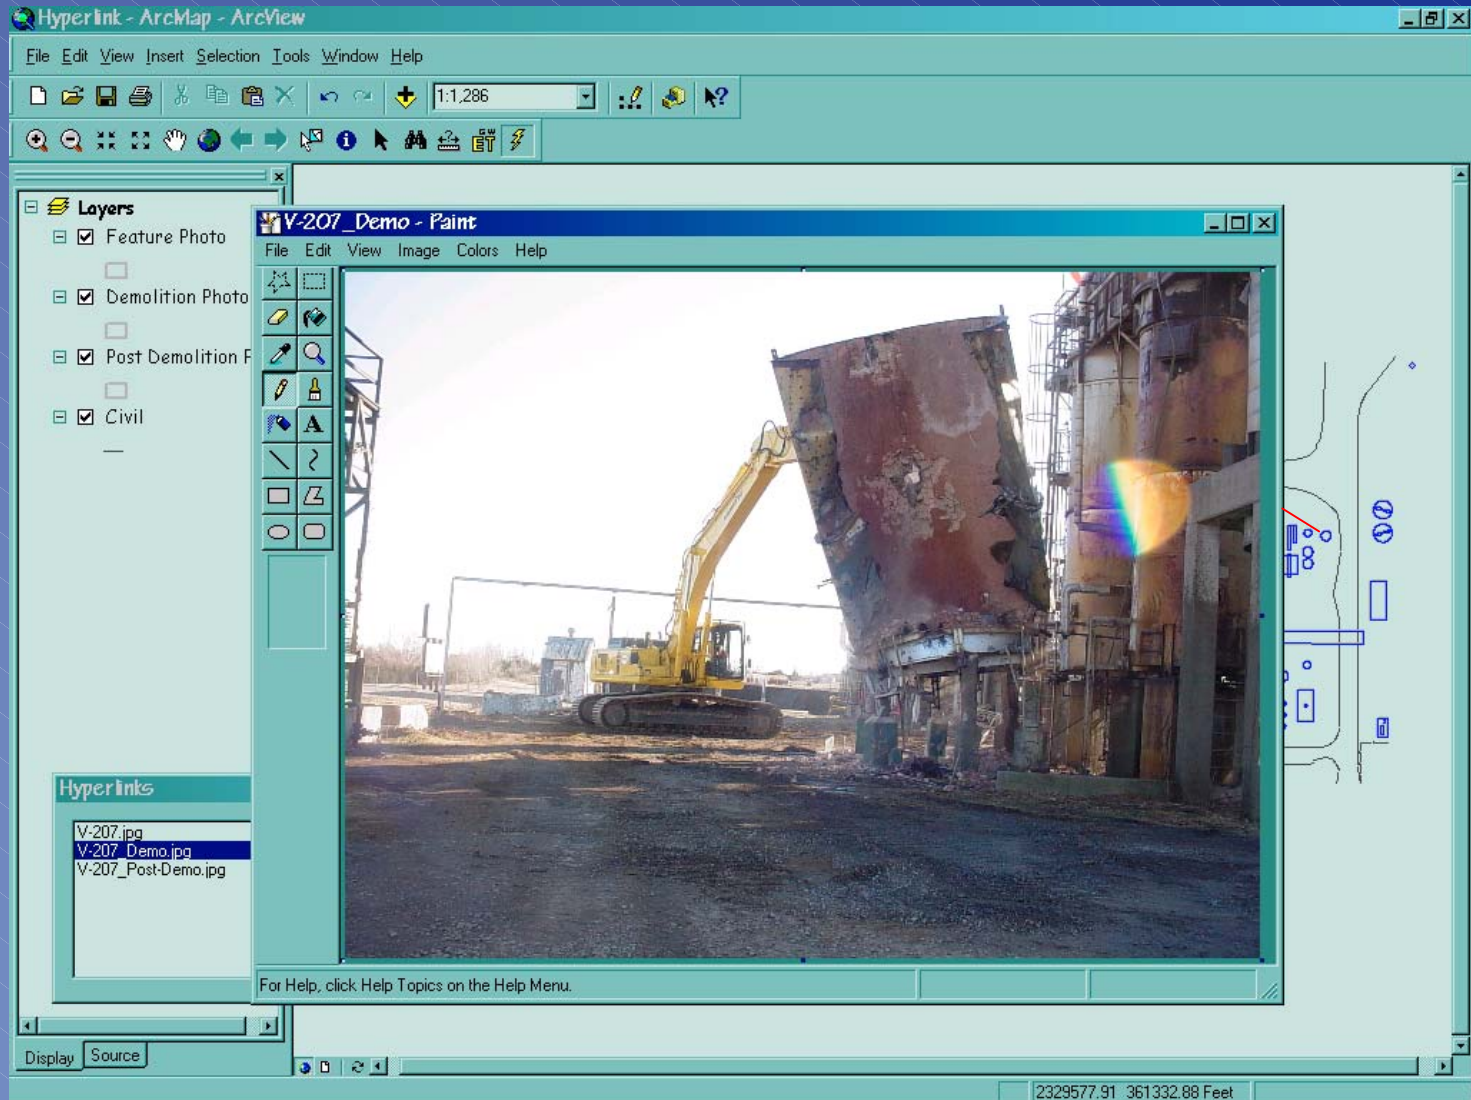 Hyperlink - ArcMap - ArcView
File Edit View Insert Selection Tools Window Help
1:1,286
Layers
Feature Photo
Demolition Photo
Post Demolition
Civil
V-207_Demo - Paint
File Edit View Image Colors Help
A
Hyperlinks
V-207.jpg
V-207_Demo.jpg
V-207_Post-Demo.jpg
For Help, click Help Topics on the Help Menu.
Display Source
2329577.91 361332.88 Feet